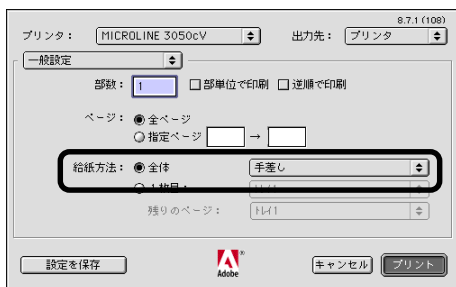 8.7.1 (108)
プリンタ： MICROLINE 3050cV 出力先： プリンタ
一般設定
部数： 1 部単位で印刷 逆順で印刷
ページ： 全ページ
指定ページ →
給紙方法： 全体 手差し
1 枚目： トレイ1
残りのページ： トレイ1
設定を保存 Adobe キャンセル プリント